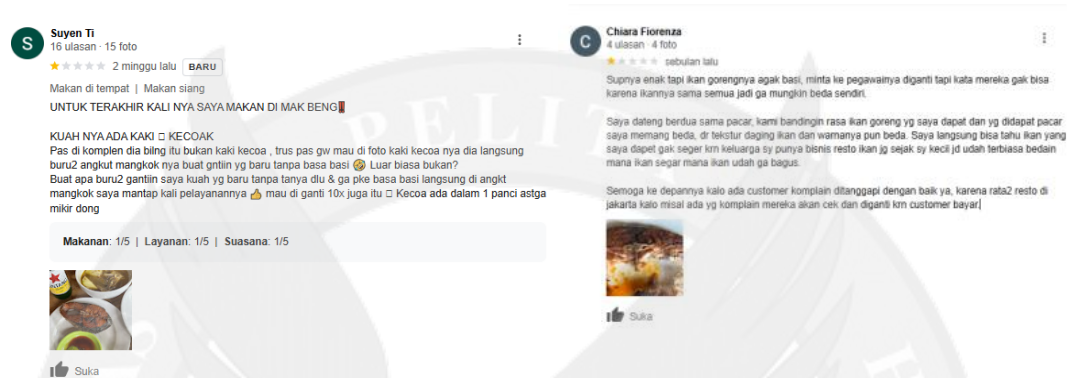 Suyen Ti
16 ulasan · 15 foto
2 minggu lalu BARU
Makan di tempat | Makan siang
UNTUK TERAKHIR KALI NYA SAYA MAKAN DI MAK BENG‼️
KUAH NYA ADA KAKI □ KECOAK
Pas di komplen dia bilng itu bukan kaki kecoa , trus pas gw mau di foto kaki kecoa nya dia langsung
buru2 angkut mangkok nya buat gntiin yg baru tanpa basa basi 🤣 Luar biasa bukan?
Buat apa buru2 gantiin saya kuah yg baru tanpa tanya dlu & ga pke basa basi langsung di angkt
mangkok saya mantap kali pelayanannya 👍 mau di ganti 10x juga itu □ Kecoa ada dalam 1 panci astga
mikir dong
Makanan: 1/5 | Layanan: 1/5 | Suasana: 1/5
Suka
Chiara Fiorenza
4 ulasan · 4 foto
sebulan lalu
Supnya enak tapi ikan gorengnya agak basi, minta ke pegawainya diganti tapi kata mereka gak bisa
karena ikannya sama semua jadi ga mungkin beda sendiri.
Saya dateng berdua sama pacar, kami bandingin rasa ikan goreng yg saya dapat dan yg didapat pacar
saya memang beda, dr tekstur daging ikan dan warnanya pun beda. Saya langsung bisa tahu ikan yang
saya dapet gak seger krn keluarga sy punya bisnis resto ikan jg sejak sy kecil jd udah terbiasa bedain
mana ikan segar mana ikan udah ga bagus.
Semoga ke depannya kalo ada customer komplain ditanggapi dengan baik ya, karena rata2 resto di
jakarta kalo misal ada yg komplain mereka akan cek dan diganti krn customer bayar.
Suka
PELIT